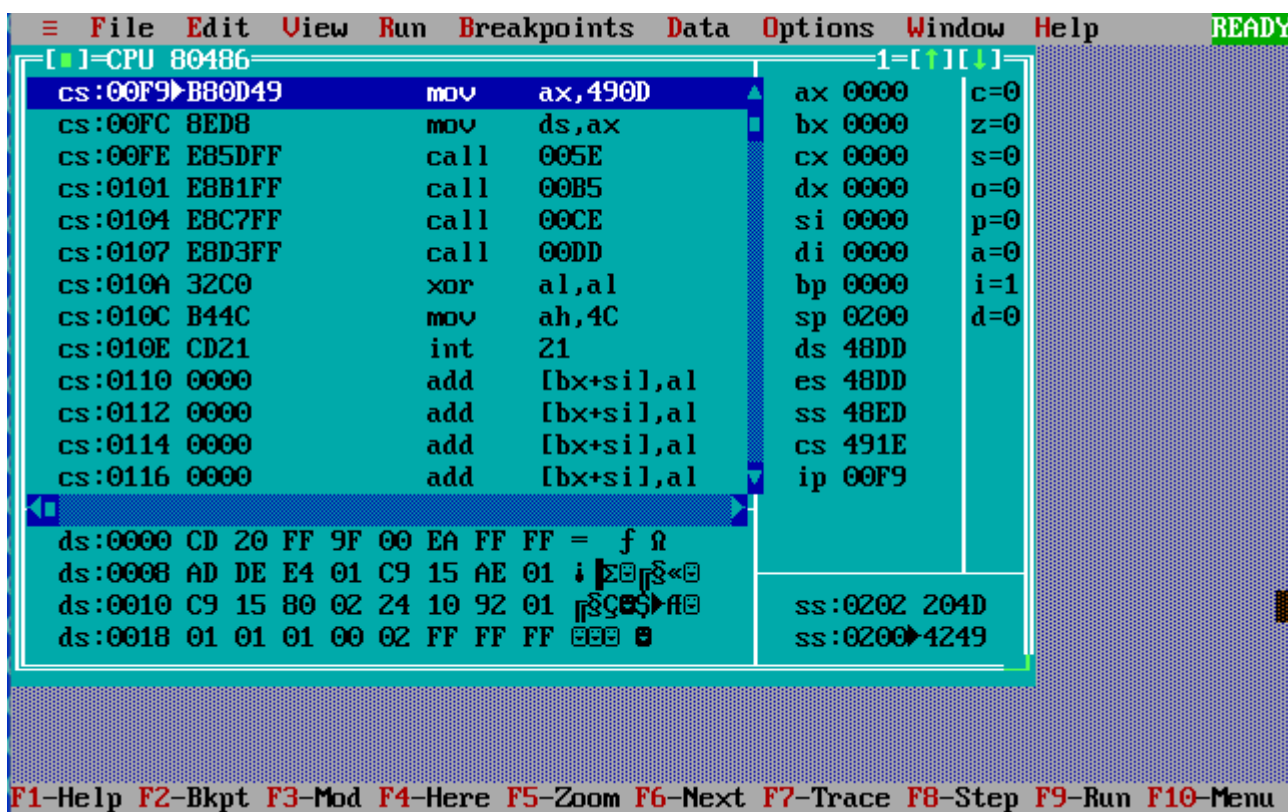 ≡ File Edit View Run Breakpoints Data Options Window Help READY
[■]=CPU 80486 1=[↑][↓]
cs:00F9►B80D49 mov ax,490D ax 0000 c=0
cs:00FC 8ED8 mov ds,ax bx 0000 z=0
cs:00FE E85DFF call 005E cx 0000 s=0
cs:0101 E8B1FF call 00B5 dx 0000 o=0
cs:0104 E8C7FF call 00CE si 0000 p=0
cs:0107 E8D3FF call 00DD di 0000 a=0
cs:010A 32C0 xor al,al bp 0000 i=1
cs:010C B44C mov ah,4C sp 0200 d=0
cs:010E CD21 int 21 ds 48DD
cs:0110 0000 add [bx+si],al es 48DD
cs:0112 0000 add [bx+si],al ss 48ED
cs:0114 0000 add [bx+si],al cs 491E
cs:0116 0000 add [bx+si],al ip 00F9
ds:0000 CD 20 FF 9F 00 EA FF FF = ƒ Ω
ds:0008 AD DE E4 01 C9 15 AE 01 ¡▐Σ☺╔§«☺
ds:0010 C9 15 80 02 24 10 92 01 ╔§Ç☻$►Æ☺ ss:0202 204D
ds:0018 01 01 01 00 02 FF FF FF ☺☺☺ ☻ ss:0200►4249
F1-Help F2-Bkpt F3-Mod F4-Here F5-Zoom F6-Next F7-Trace F8-Step F9-Run F10-Menu